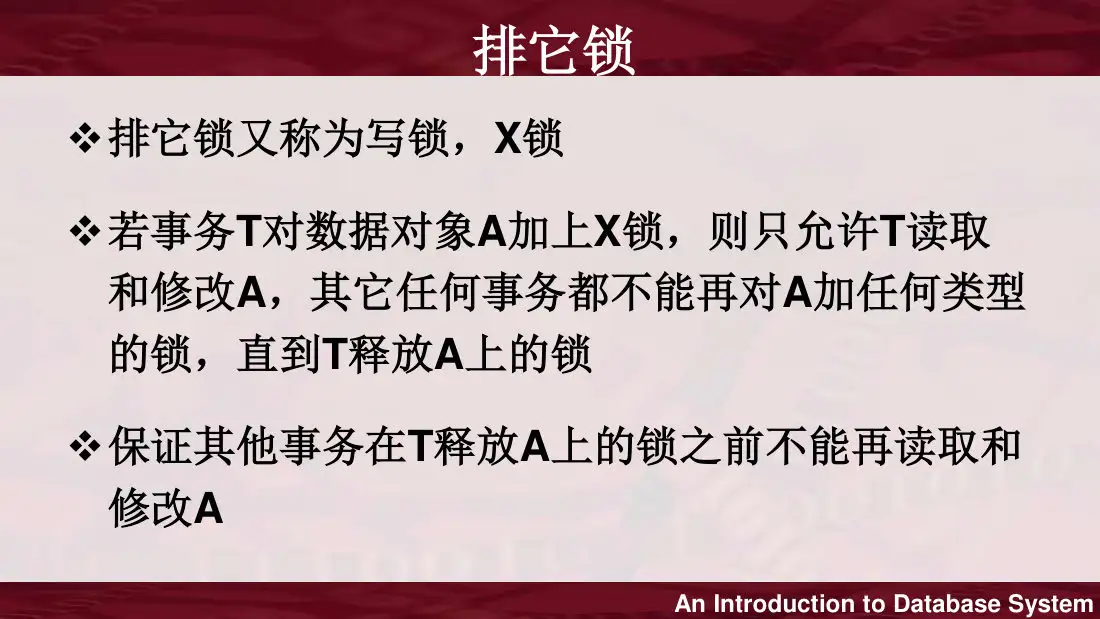 排它锁
❖排它锁又称为写锁，X锁
❖若事务T对数据对象A加上X锁，则只允许T读取
和修改A，其它任何事务都不能再对A加任何类型
的锁，直到T释放A上的锁
❖保证其他事务在T释放A上的锁之前不能再读取和
修改A
An Introduction to Database System